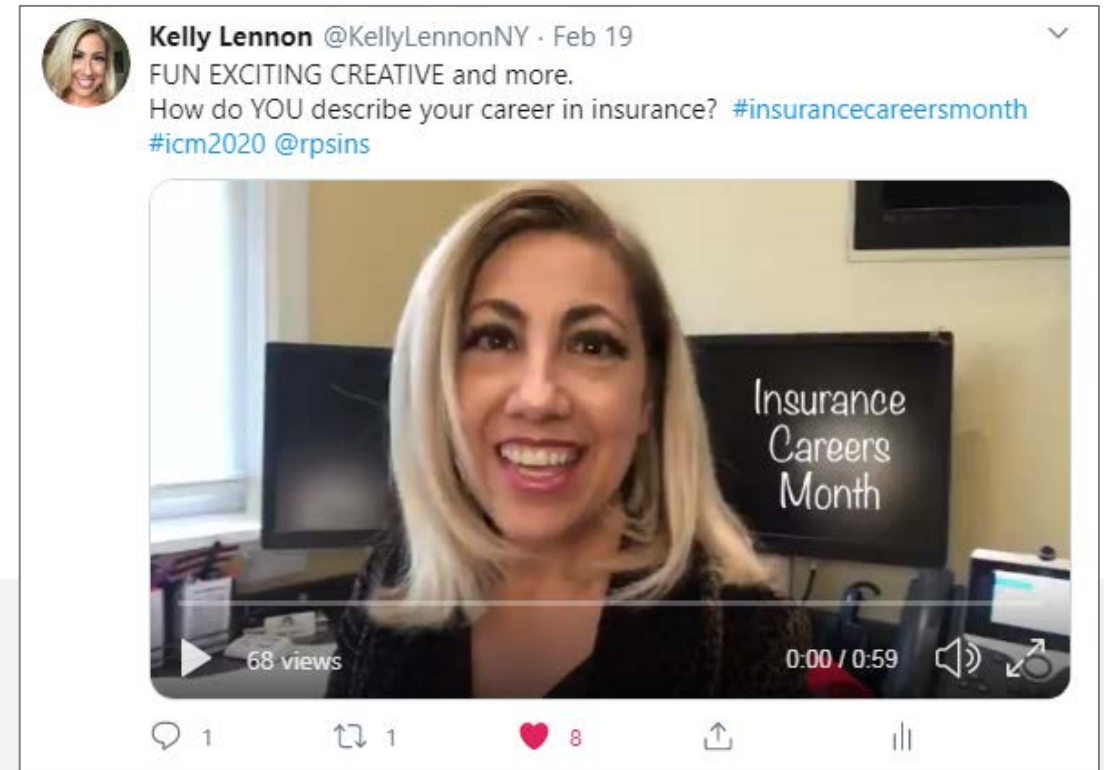 Kelly Lennon @KellyLennonNY · Feb 19
FUN EXCITING CREATIVE and more.
How do YOU describe your career in insurance? #insurancecareersmonth
#icm2020 @rpsins
Insurance
Careers
Month
68 views 0:00 / 0:59
1 1 8